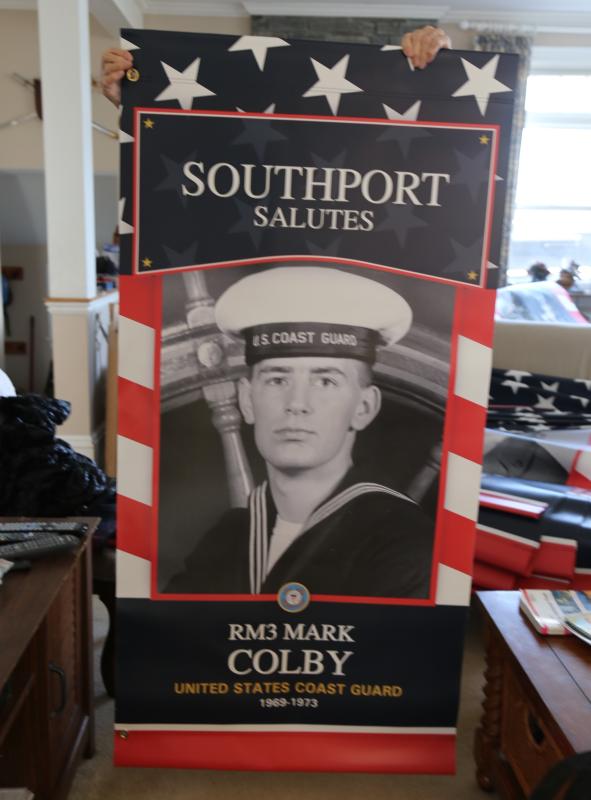 SOUTHPORT
SALUTES
U.S. COAST GUARD
RM3 MARK
COLBY
UNITED STATES COAST GUARD
1969-1973